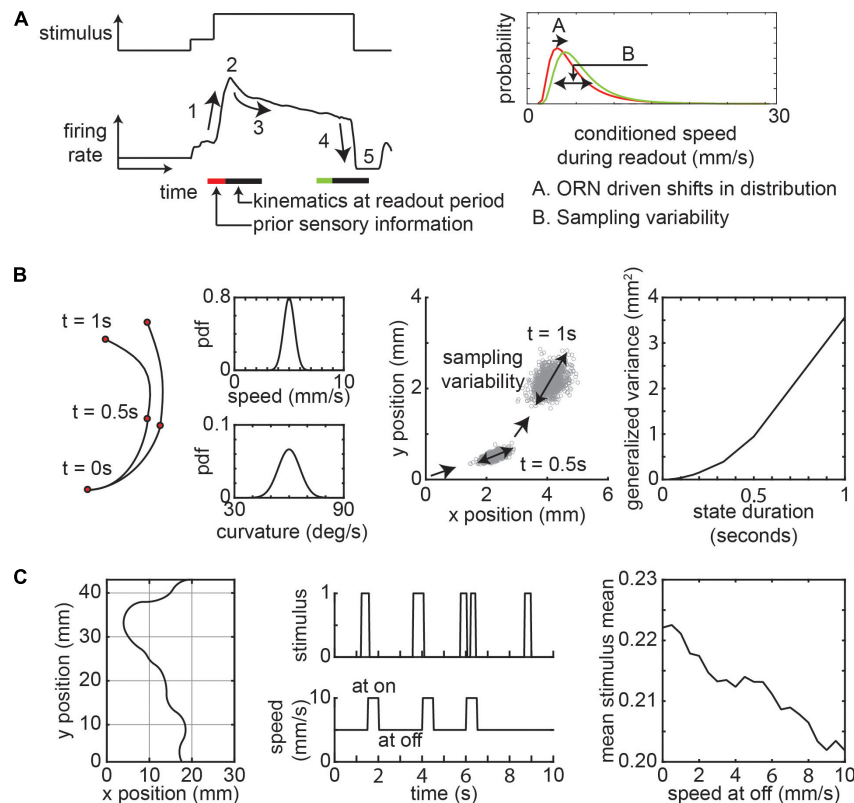 A
stimulus
firing
rate
1
2
3
4
5
time
kinematics at readout period
prior sensory information
probability
A
B
0
30
conditioned speed
during readout (mm/s)
A. ORN driven shifts in distribution
B. Sampling variability
B
t = 1s
t = 0.5s
t = 0s
pdf
0.8
0
0
10
speed (mm/s)
pdf
0.1
0
30
90
curvature (deg/s)
y position (mm)
4
2
0
0
2
4
6
x position (mm)
t = 1s
sampling
variability
t = 0.5s
generalized variance (mm²)
4
3
2
1
0
0
0.5
1
state duration
(seconds)
C
y position (mm)
40
30
20
10
0
0
10
20
30
x position (mm)
stimulus
1
0
speed
(mm/s)
10
0
at on
at off
0
2
4
6
8
10
time (s)
mean stimulus mean
0.23
0.22
0.21
0.20
0
2
4
6
8
10
speed at off (mm/s)